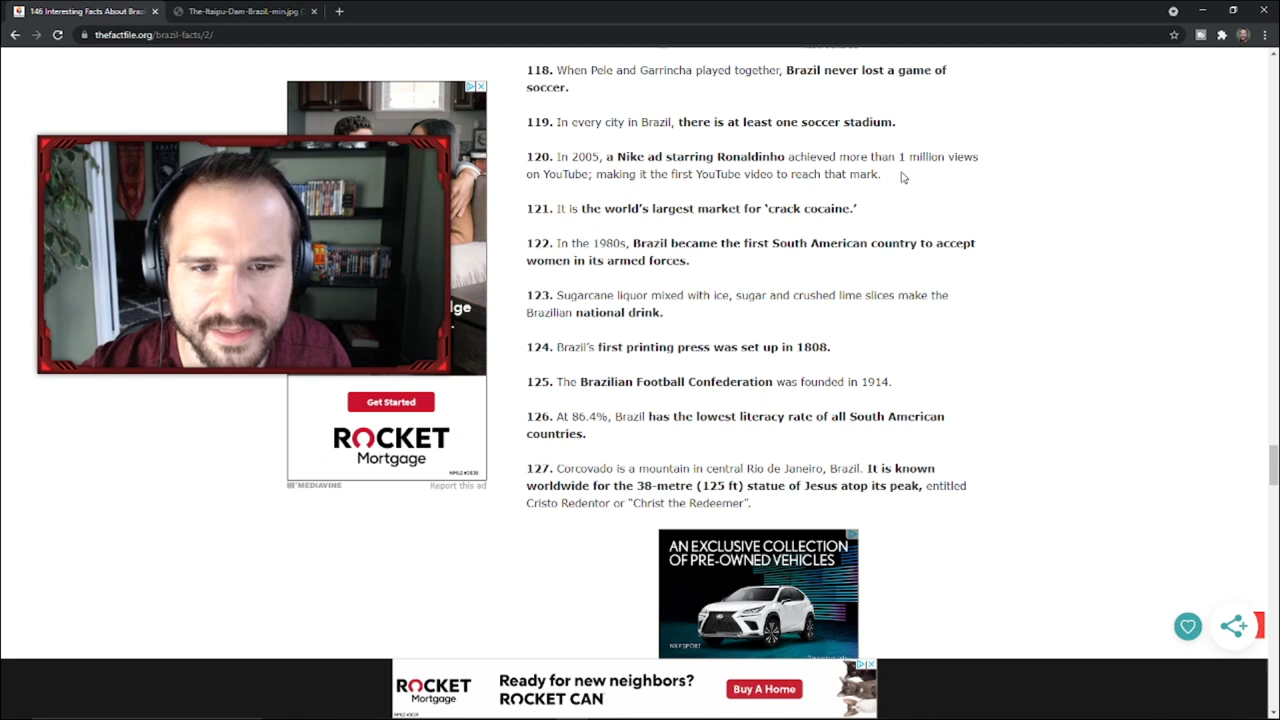 146 Interesting Facts About Braz
The-Itaipu-Dam-Brazil.-min.jpg (
thefactfile.org/brazil-facts/2/
118. When Pele and Garrincha played together, Brazil never lost a game of
soccer.
119. In every city in Brazil, there is at least one soccer stadium.
120. In 2005, a Nike ad starring Ronaldinho achieved more than 1 million views
on YouTube; making it the first YouTube video to reach that mark.
121. It is the world's largest market for 'crack cocaine.'
122. In the 1980s, Brazil became the first South American country to accept
women in its armed forces.
123. Sugarcane liquor mixed with ice, sugar and crushed lime slices make the
Brazilian national drink.
124. Brazil's first printing press was set up in 1808.
125. The Brazilian Football Confederation was founded in 1914.
126. At 86.4%, Brazil has the lowest literacy rate of all South American
countries.
127. Corcovado is a mountain in central Rio de Janeiro, Brazil. It is known
worldwide for the 38-metre (125 ft) statue of Jesus atop its peak, entitled
Cristo Redentor or "Christ the Redeemer".
Get Started
ROCKET
Mortgage
NMLS #3030
MEDIAVINE
Report this ad
AN EXCLUSIVE COLLECTION
OF PRE-OWNED VEHICLES
NX F SPORT
ROCKET
Mortgage
Ready for new neighbors?
ROCKET CAN
Buy A Home